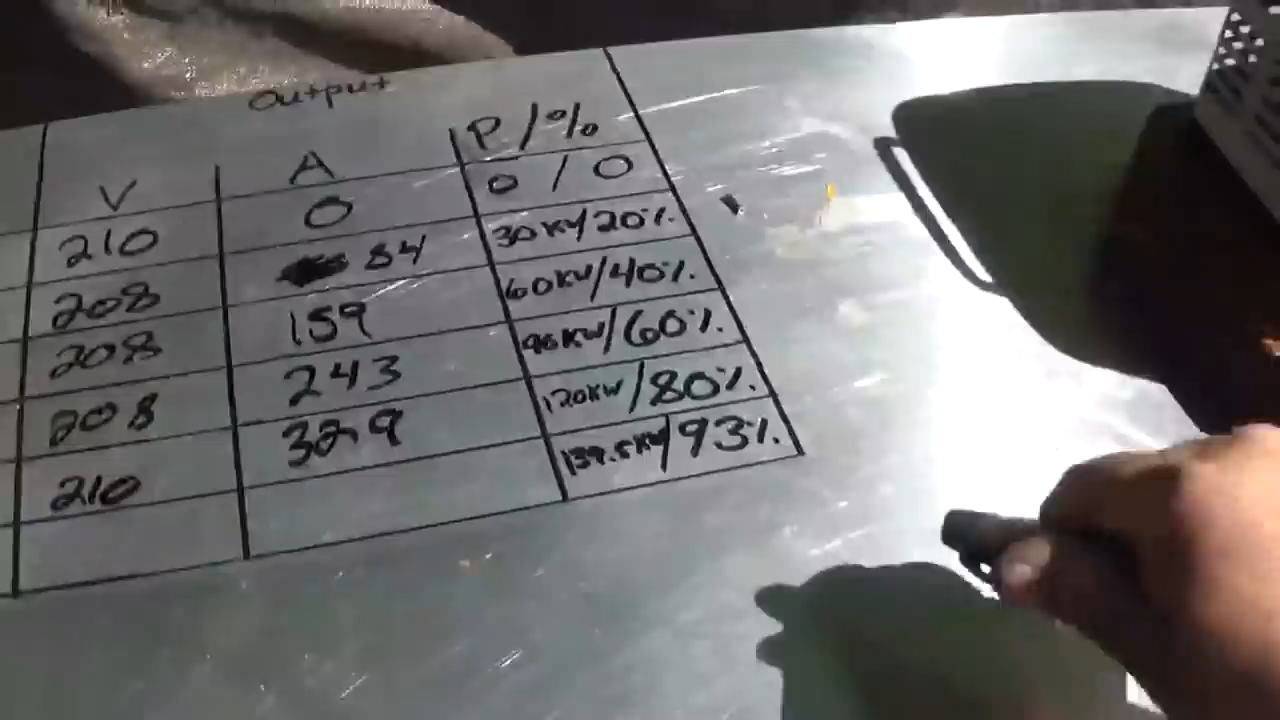 Output
V A P/%
210 0 0/0
208 84 30KW/20%
208 159 60KW/40%
208 243 90KW/60%
210 329 120KW/80%
139.5KW/93%